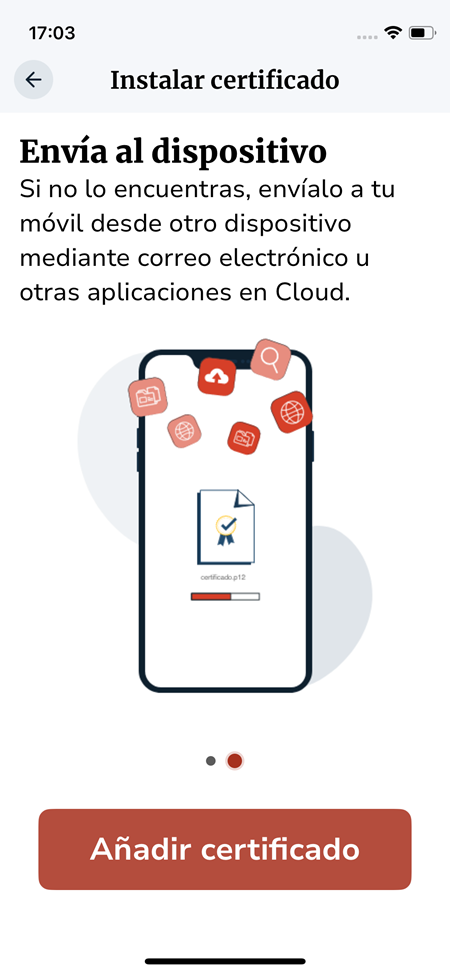 17:03
Instalar certificado
Envía al dispositivo
Si no lo encuentras, envíalo a tu
móvil desde otro dispositivo
mediante correo electrónico u
otras aplicaciones en Cloud.
certificado.p12
Añadir certificado